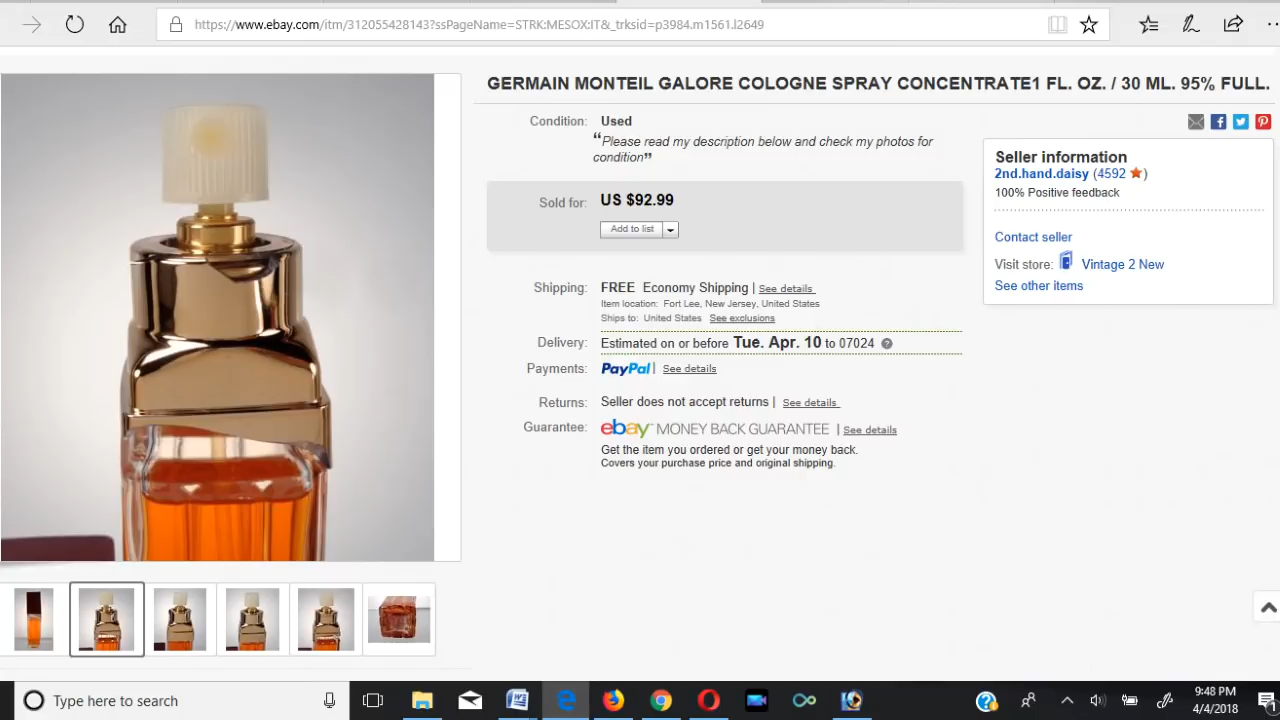 https://www.ebay.com/itm/312055428143?ssPageName=STRK:MESOX:IT&_trksid=p3984.m1561.l2649
GERMAIN MONTEIL GALORE COLOGNE SPRAY CONCENTRATE1 FL. OZ. / 30 ML. 95% FULL.
Condition: Used
“Please read my description below and check my photos for
condition”
Sold for: US $92.99
Add to list
Shipping: FREE Economy Shipping | See details
Item location: Fort Lee, New Jersey, United States
Ships to: United States See exclusions
Delivery: Estimated on or before Tue. Apr. 10 to 07024 ?
Payments: PayPal | See details
Returns: Seller does not accept returns | See details
Guarantee: ebay MONEY BACK GUARANTEE | See details
Get the item you ordered or get your money back.
Covers your purchase price and original shipping.
Seller information
2nd.hand.daisy (4592 ★)
100% Positive feedback
Contact seller
Visit store: Vintage 2 New
See other items
Type here to search
9:48 PM
4/4/2018